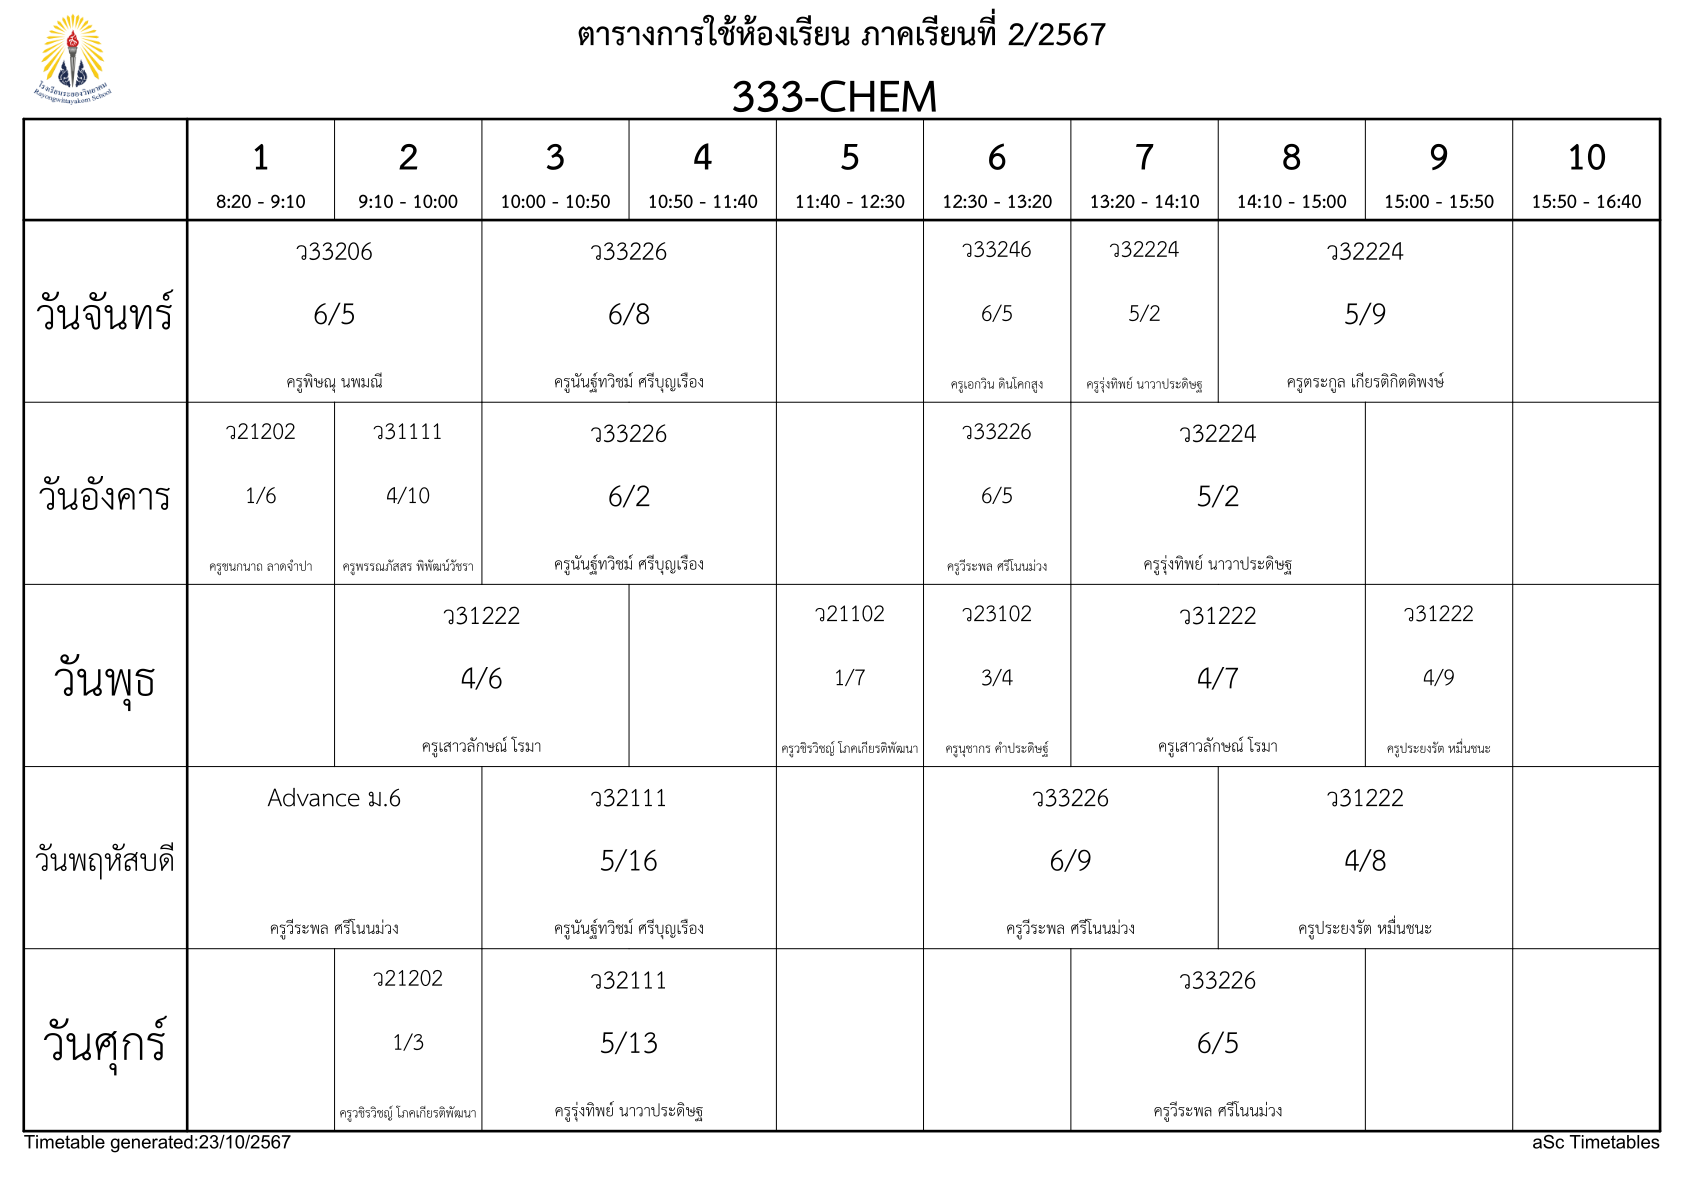 ตารางการใช้ห้องเรียน ภาคเรียนที่ 2/2567
โรงเรียนระยองวิทยาคม
Rayongwittayakom School
333-CHEM
1 2 3 4 5 6 7 8 9 10
8:20 - 9:10 9:10 - 10:00 10:00 - 10:50 10:50 - 11:40 11:40 - 12:30 12:30 - 13:20 13:20 - 14:10 14:10 - 15:00 15:00 - 15:50 15:50 - 16:40
ว33206 ว33226 ว33246 ว32224 ว32224
วันจันทร์ 6/5 6/8 6/5 5/2 5/9
ครูพิษณุ นพมณี ครูนันฐ์ทวิชม์ ศรีบุญเรือง ครูเอกวิน ดินโคกสูง ครูรุ่งทิพย์ นาวาประดิษฐ ครูตระกูล เกียรติกิตติพงษ์
ว21202 ว31111 ว33226 ว33226 ว32224
วันอังคาร 1/6 4/10 6/2 6/5 5/2
ครูชนกนาถ ลาดจำปา ครูพรรณภัสสร พิพัฒน์วัชรา ครูนันฐ์ทวิชม์ ศรีบุญเรือง ครูวีระพล ศรีโนนม่วง ครูรุ่งทิพย์ นาวาประดิษฐ
ว31222 ว21102 ว23102 ว31222 ว31222
วันพุธ 4/6 1/7 3/4 4/7 4/9
ครูเสาวลักษณ์ โรมา ครูวชิรวิชญ์ โภคเกียรติพัฒนา ครูนุชากร คำประดิษฐ์ ครูเสาวลักษณ์ โรมา ครูประยงรัต หมื่นชนะ
Advance ม.6 ว32111 ว33226 ว31222
วันพฤหัสบดี 5/16 6/9 4/8
ครูวีระพล ศรีโนนม่วง ครูนันฐ์ทวิชม์ ศรีบุญเรือง ครูวีระพล ศรีโนนม่วง ครูประยงรัต หมื่นชนะ
ว21202 ว32111 ว33226
วันศุกร์ 1/3 5/13 6/5
ครูวชิรวิชญ์ โภคเกียรติพัฒนา ครูรุ่งทิพย์ นาวาประดิษฐ ครูวีระพล ศรีโนนม่วง
Timetable generated:23/10/2567 aSc Timetables